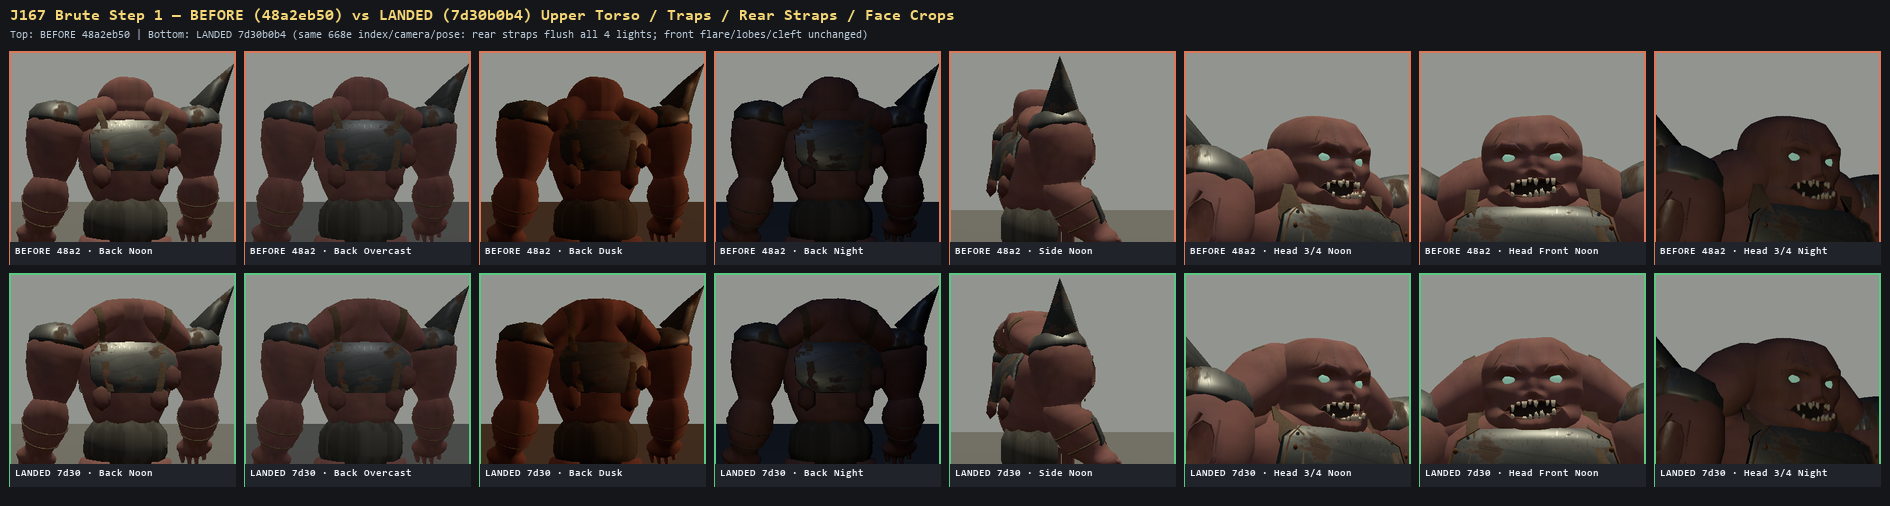 J167 Brute Step 1 — BEFORE (48a2eb50) vs LANDED (7d30b0b4) Upper Torso / Traps / Rear Straps / Face Crops
Top: BEFORE 48a2eb50 | Bottom: LANDED 7d30b0b4 (same 668e index/camera/pose: rear straps flush all 4 lights; front flare/lobes/cleft unchanged)
BEFORE 48a2 · Back Noon
BEFORE 48a2 · Back Overcast
BEFORE 48a2 · Back Dusk
BEFORE 48a2 · Back Night
BEFORE 48a2 · Side Noon
BEFORE 48a2 · Head 3/4 Noon
BEFORE 48a2 · Head Front Noon
BEFORE 48a2 · Head 3/4 Night
LANDED 7d30 · Back Noon
LANDED 7d30 · Back Overcast
LANDED 7d30 · Back Dusk
LANDED 7d30 · Back Night
LANDED 7d30 · Side Noon
LANDED 7d30 · Head 3/4 Noon
LANDED 7d30 · Head Front Noon
LANDED 7d30 · Head 3/4 Night